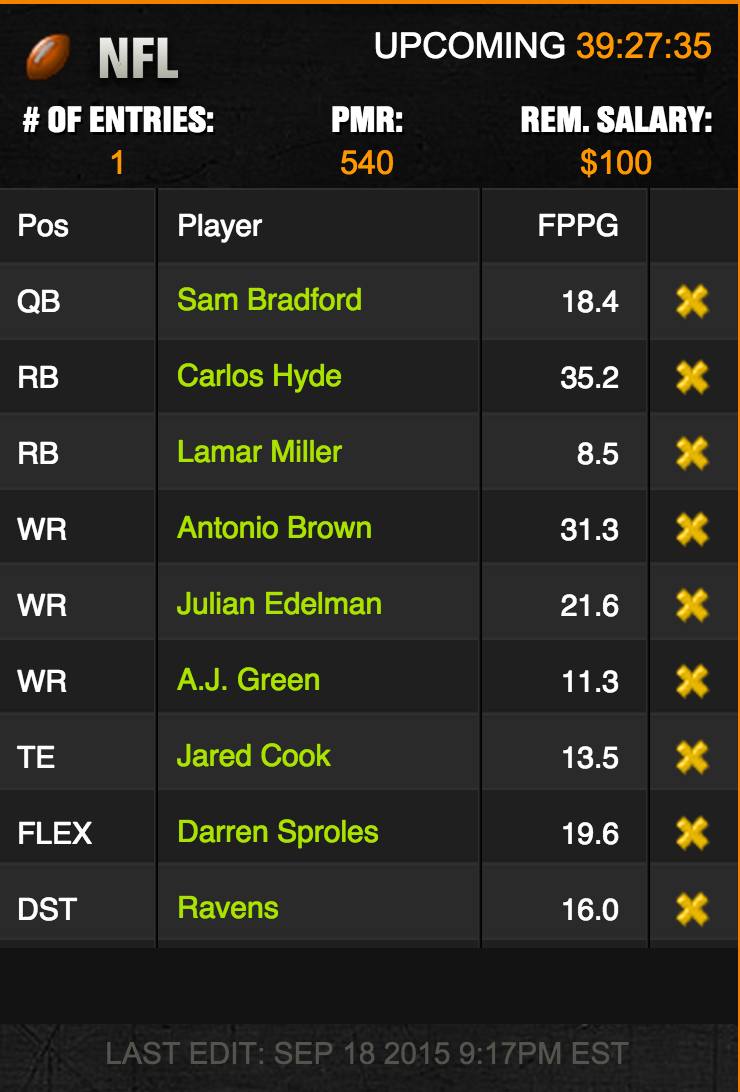 NFL
UPCOMING 39:27:35
# OF ENTRIES: PMR: REM. SALARY:
1 540 $100
Pos Player FPPG
QB Sam Bradford 18.4
RB Carlos Hyde 35.2
RB Lamar Miller 8.5
WR Antonio Brown 31.3
WR Julian Edelman 21.6
WR A.J. Green 11.3
TE Jared Cook 13.5
FLEX Darren Sproles 19.6
DST Ravens 16.0
LAST EDIT: SEP 18 2015 9:17PM EST